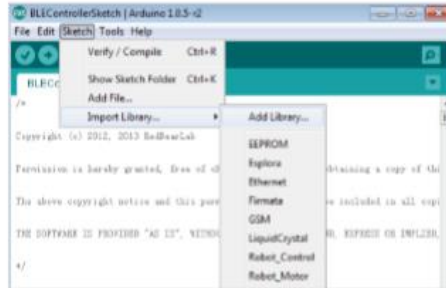 BLEControllerSketch | Arduino 1.0.5-r2
File Edit Sketch Tools Help
Verify / Compile Ctrl+R
Show Sketch Folder Ctrl+K
Add File...
Import Library...
Add Library...
EEPROM
Esplora
Ethernet
Firmata
GSM
LiquidCrystal
Robot_Control
Robot_Motor
BLEC
/*
Copyright (c) 2012, 2013 RedBearLab
Permission is hereby granted, free of ch btaining a copy of thi
The above copyright notice and this perm e included in all copi
THE SOFTWARE IS PROVIDED "AS IS", WITHOU ND, EXPRESS OR IMPLIED,
*/